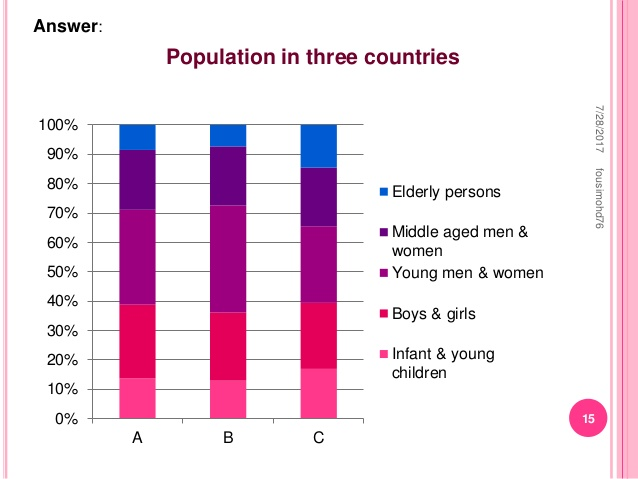 Answer:
Population in three countries
100%
90%
80%
70%
60%
50%
40%
30%
20%
10%
0%
A B C
Elderly persons
Middle aged men &
women
Young men & women
Boys & girls
Infant & young
children
7/28/2017 fousimohd76
15